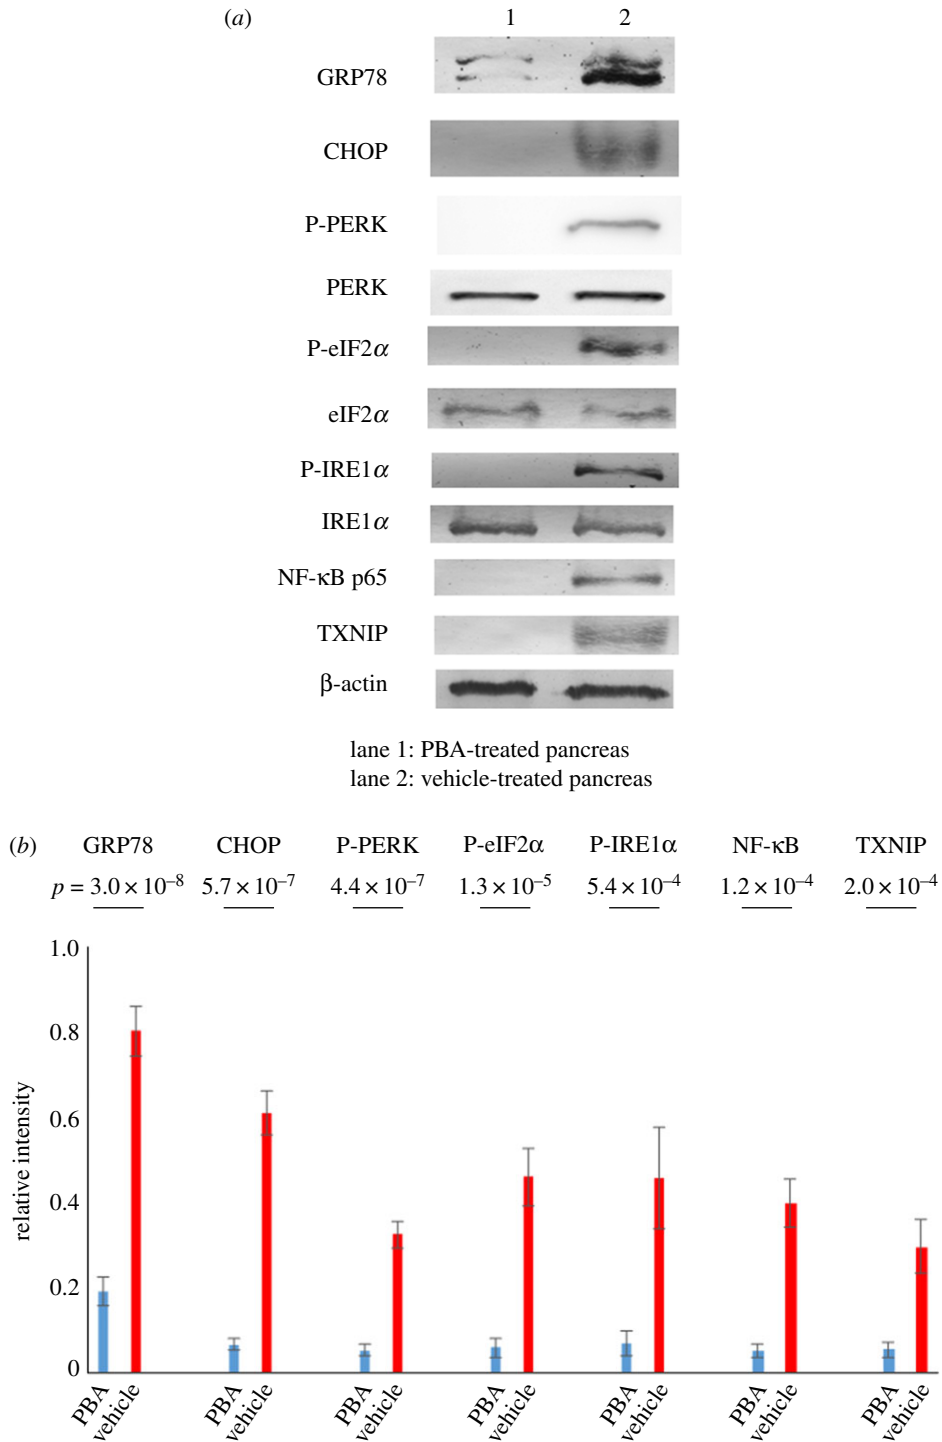 (a)
1 2
GRP78
CHOP
P-PERK
PERK
P-eIF2α
eIF2α
P-IRE1α
IRE1α
NF-κB p65
TXNIP
β-actin
lane 1: PBA-treated pancreas
lane 2: vehicle-treated pancreas
(b) GRP78 CHOP P-PERK P-eIF2α P-IRE1α NF-κB TXNIP
p = 3.0 × 10–8 5.7 × 10–7 4.4 × 10–7 1.3 × 10–5 5.4 × 10–4 1.2 × 10–4 2.0 × 10–4
1.0
0.8
0.6
0.4
0.2
0
relative intensity
PBA vehicle PBA vehicle PBA vehicle PBA vehicle PBA vehicle PBA vehicle PBA vehicle